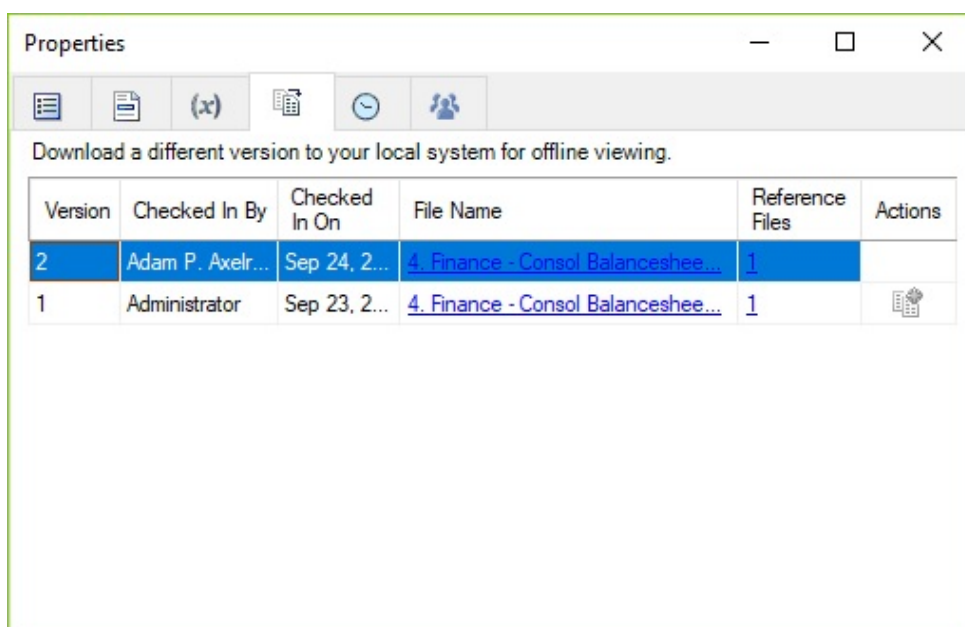 Properties
(x)
Download a different version to your local system for offline viewing.
Version Checked In By Checked In On File Name Reference Files Actions
2 Adam P. Axelr... Sep 24, 2... 4. Finance - Consol Balanceshee... 1
1 Administrator Sep 23, 2... 4. Finance - Consol Balanceshee... 1